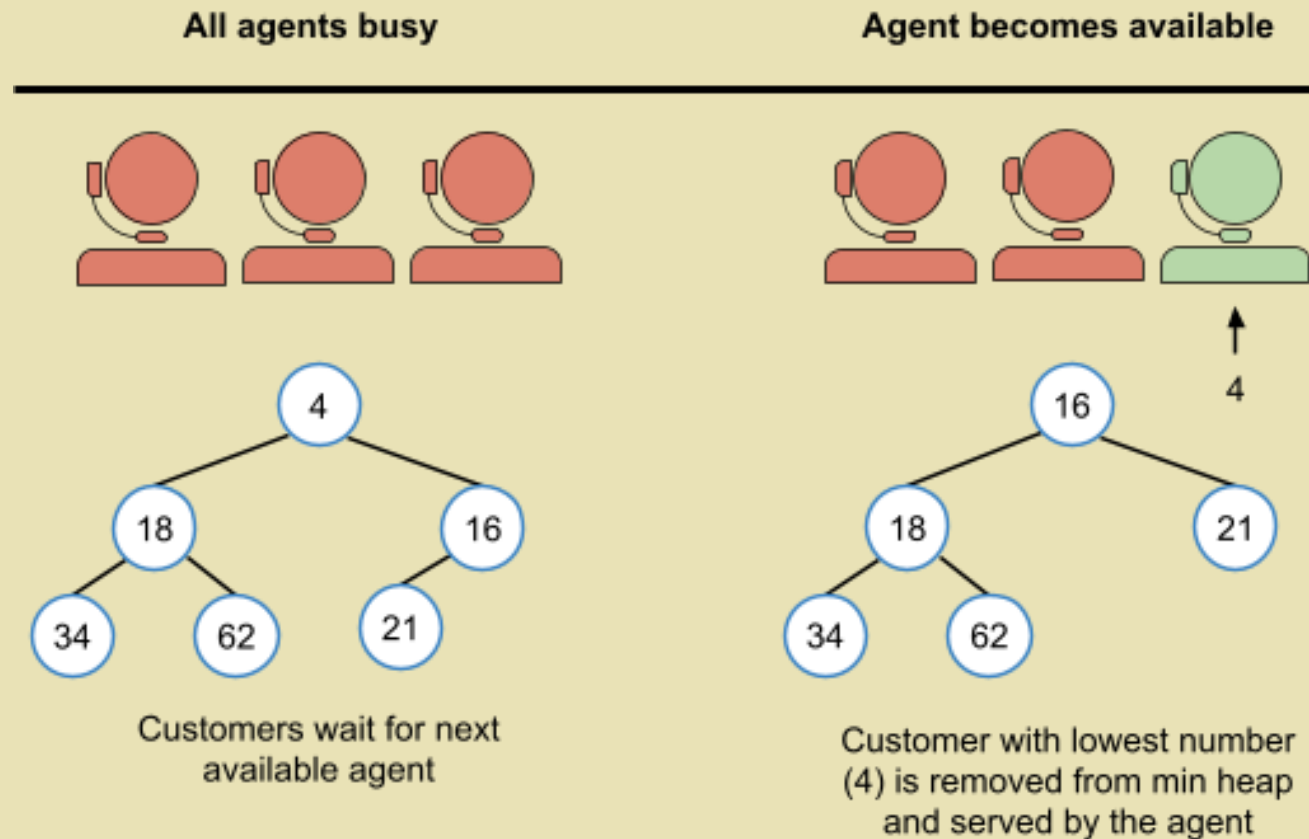 All agents busy
Agent becomes available
4
18
16
34
62
21
Customers wait for next
available agent
4
16
18
21
34
62
Customer with lowest number
(4) is removed from min heap
and served by the agent